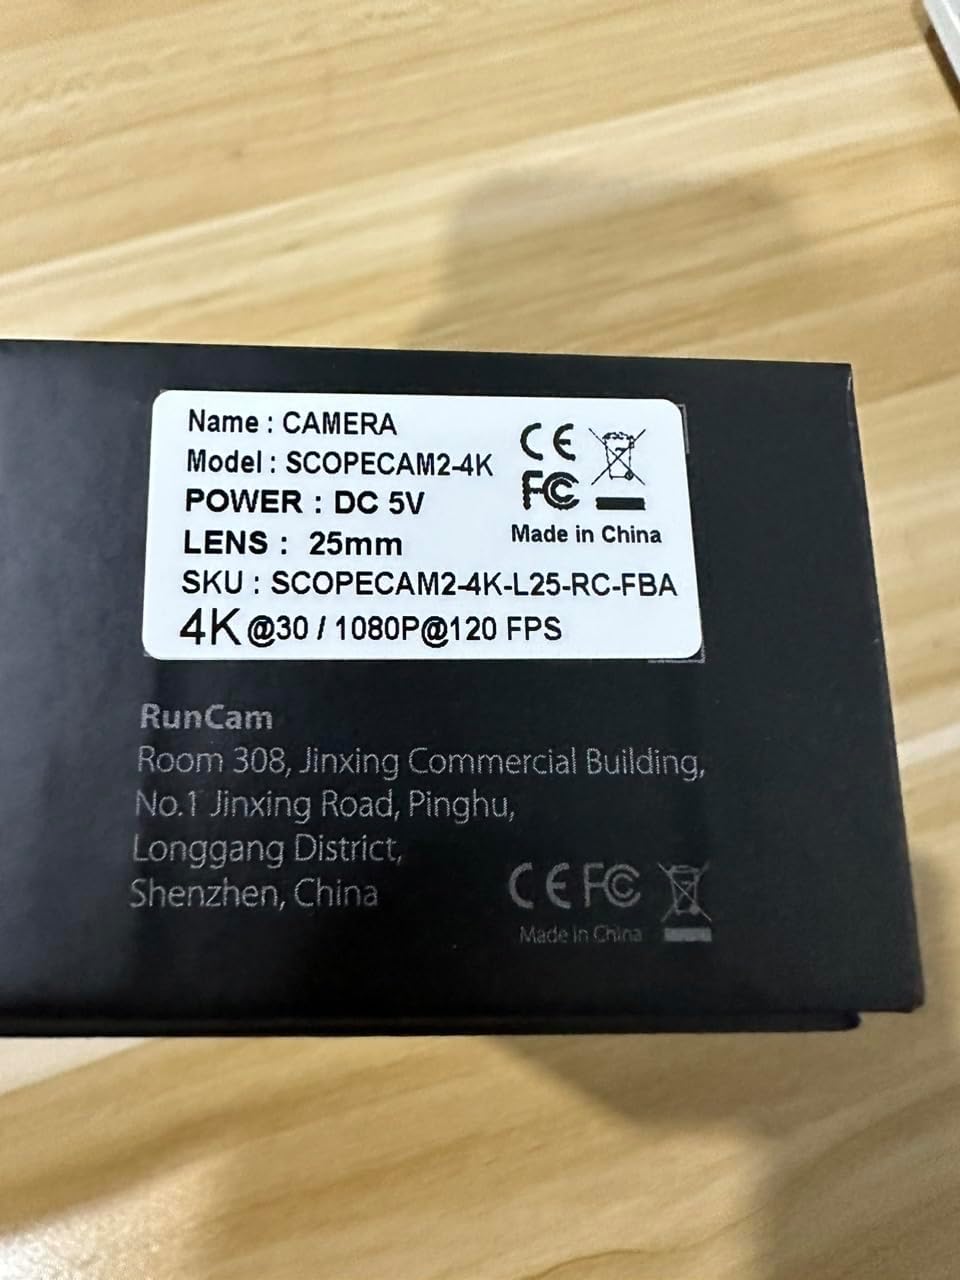 Name : CAMERA
Model : SCOPECAM2-4K
POWER : DC 5V
LENS : 25mm
SKU : SCOPECAM2-4K-L25-RC-FBA
4K@30 / 1080P@120 FPS
CE
FC
Made in China
RunCam
Room 308, Jinxing Commercial Building,
No.1 Jinxing Road, Pinghu,
Longgang District,
Shenzhen, China
CE FC
Made in China